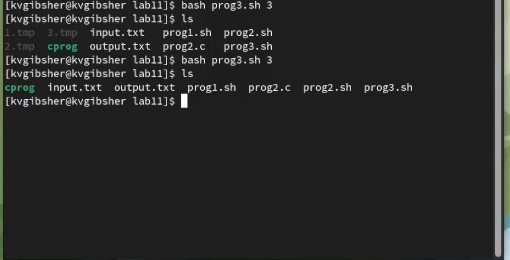 [kvgibsher@kvgibsher lab11]$ bash prog3.sh 3
[kvgibsher@kvgibsher lab11]$ ls
1.tmp 3.tmp input.txt prog1.sh prog2.sh
2.tmp cprog output.txt prog2.c prog3.sh
[kvgibsher@kvgibsher lab11]$ bash prog3.sh 3
[kvgibsher@kvgibsher lab11]$ ls
cprog input.txt output.txt prog1.sh prog2.c prog2.sh prog3.sh
[kvgibsher@kvgibsher lab11]$